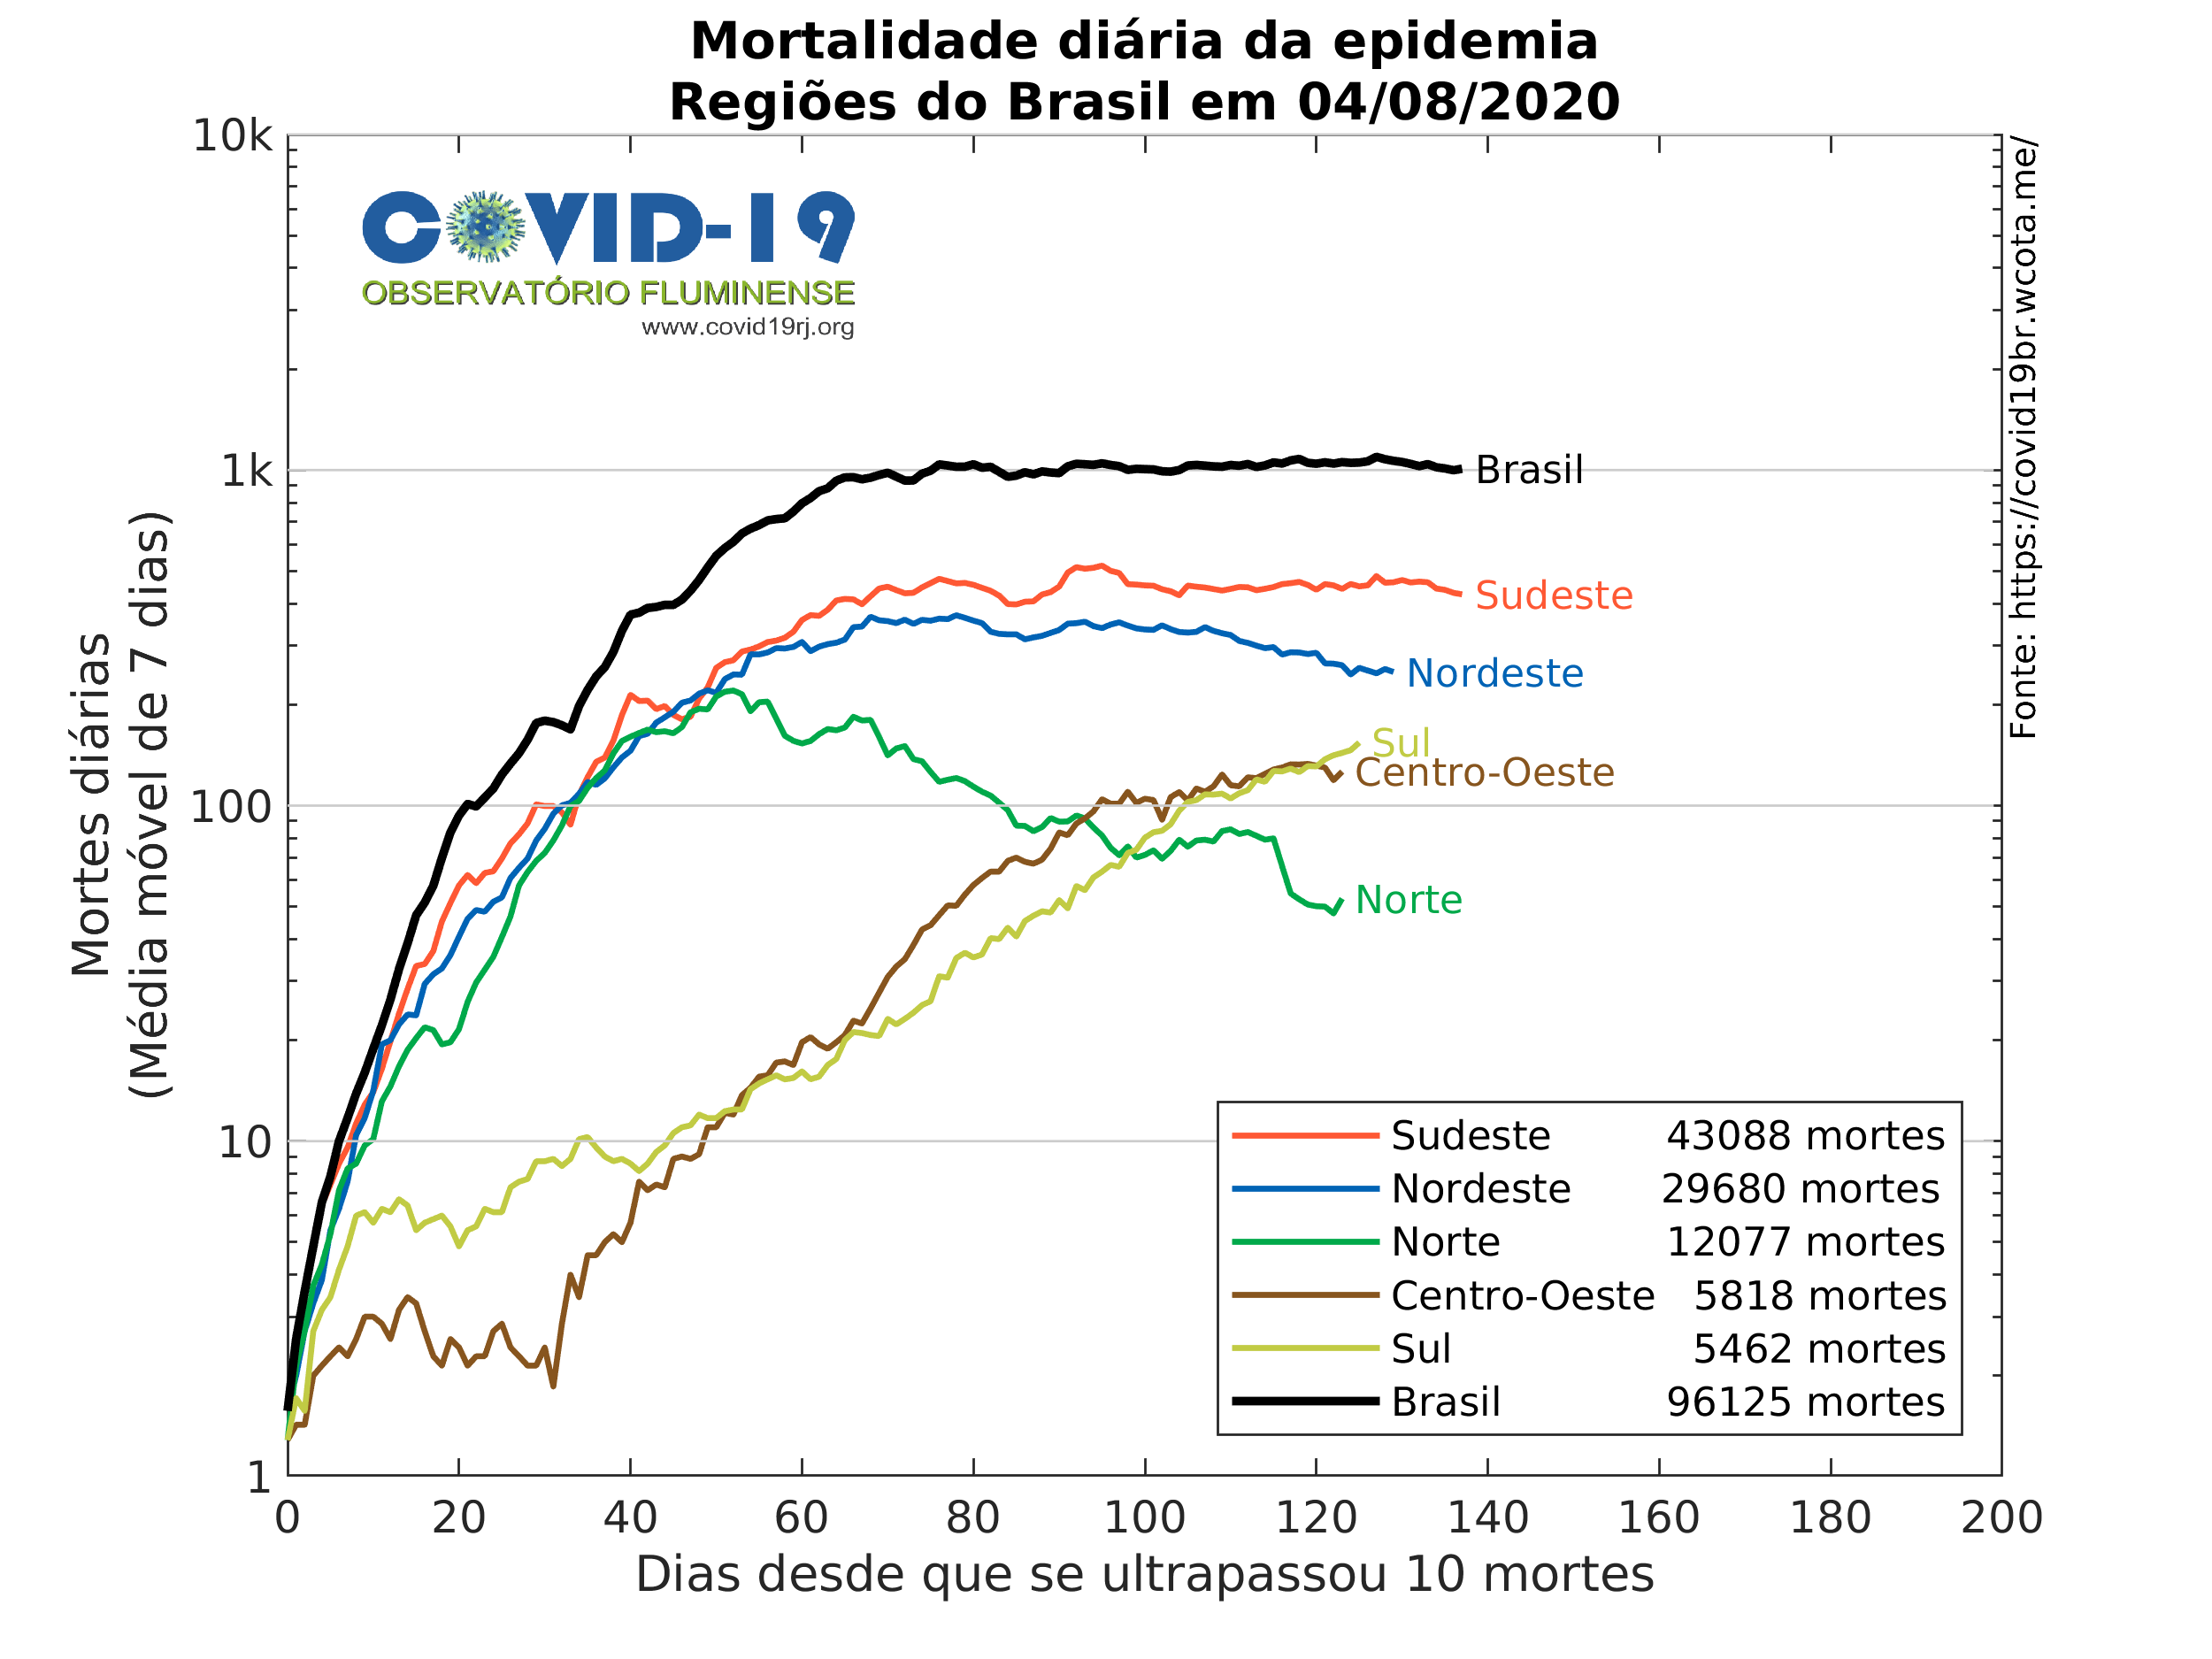 Mortalidade diária da epidemia
Regiões do Brasil em 04/08/2020
10k
1k
100
10
1
Mortes diárias
(Média móvel de 7 dias)
COVID-19
OBSERVATÓRIO FLUMINENSE
www.covid19rj.org
Brasil
Sudeste
Nordeste
Sul
Centro-Oeste
Norte
Sudeste 43088 mortes
Nordeste 29680 mortes
Norte 12077 mortes
Centro-Oeste 5818 mortes
Sul 5462 mortes
Brasil 96125 mortes
0 20 40 60 80 100 120 140 160 180 200
Dias desde que se ultrapassou 10 mortes
Fonte: https://covid19br.wcota.me/